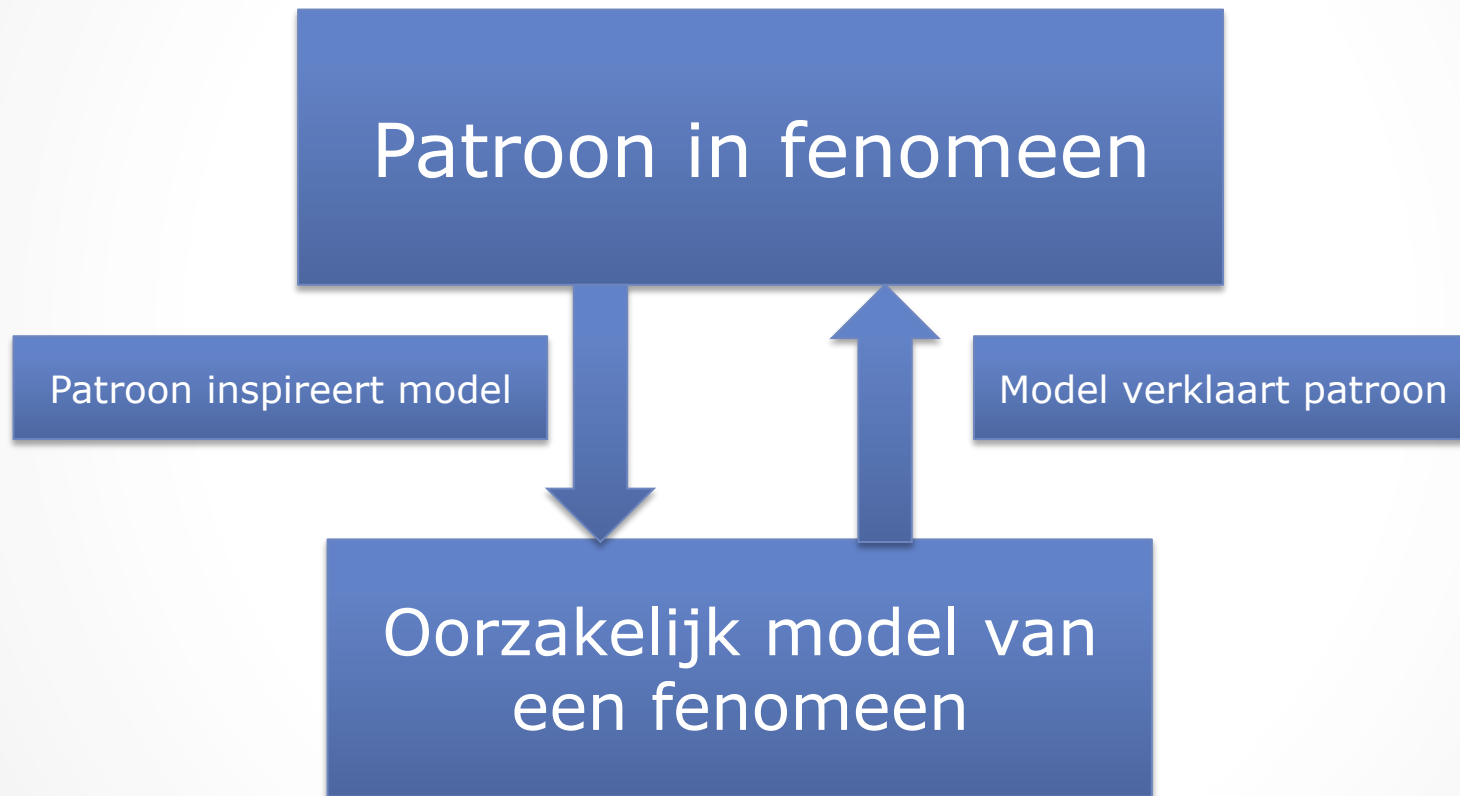 Patroon in fenomeen
Patroon inspireert model
Model verklaart patroon
Oorzakelijk model van
een fenomeen